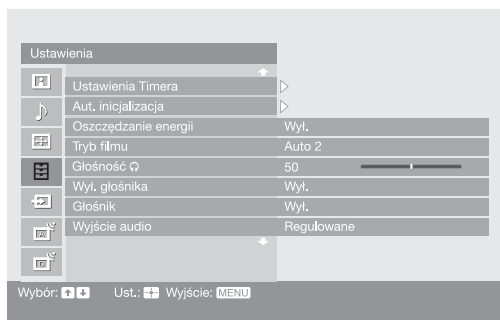 Ustawienia
Ustawienia Timera
Aut. inicjalizacja
Oszczędzanie energii Wył.
Tryb filmu Auto 2
Głośność 50
Wył. głośnika Wył.
Głośnik Wył.
Wyjście audio Regulowane
Wybór: Ust.: Wyjście: MENU